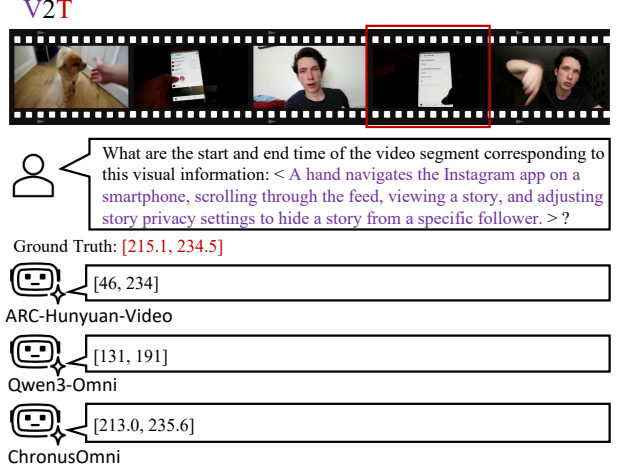 V2T
What are the start and end time of the video segment corresponding to
this visual information: < A hand navigates the Instagram app on a
smartphone, scrolling through the feed, viewing a story, and adjusting
story privacy settings to hide a story from a specific follower. > ?
Ground Truth: [215.1, 234.5]
[46, 234]
ARC-Hunyuan-Video
[131, 191]
Qwen3-Omni
[213.0, 235.6]
ChronusOmni